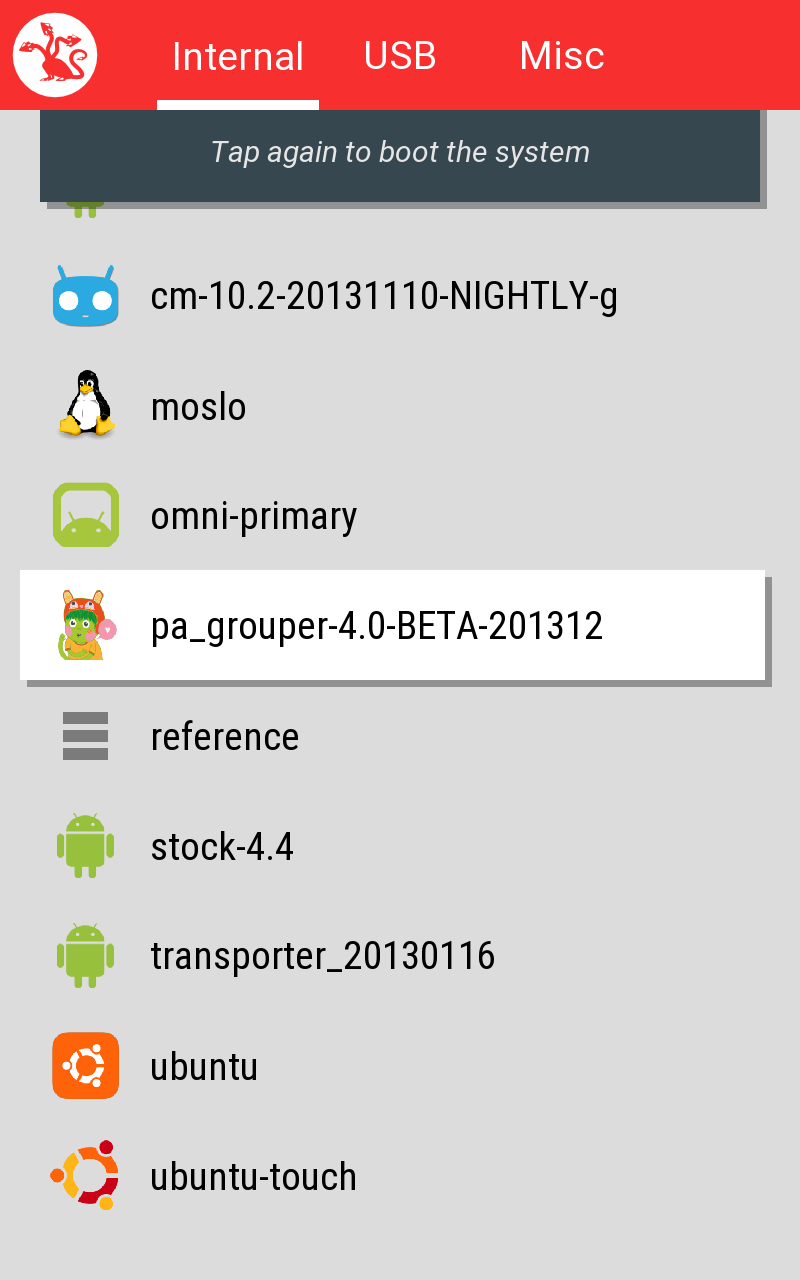 Internal
USB
Misc
Tap again to boot the system
cm-10.2-20131110-NIGHTLY-g
moslo
omni-primary
pa_grouper-4.0-BETA-201312
reference
stock-4.4
transporter_20130116
ubuntu
ubuntu-touch